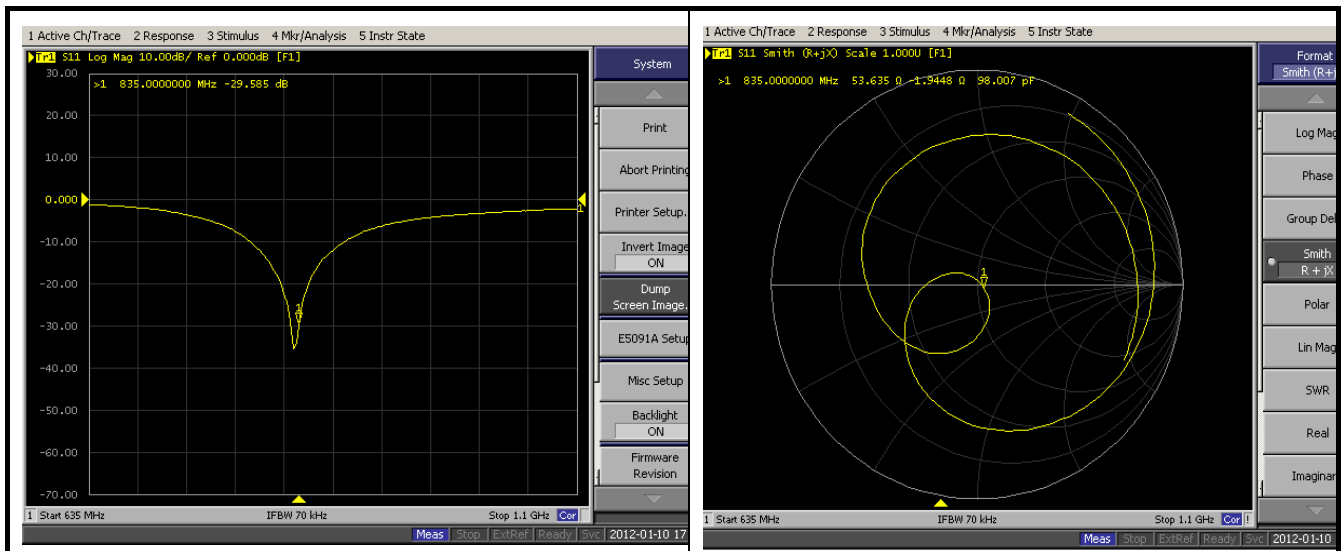 1 Active Ch/Trace 2 Response 3 Stimulus 4 Mkr/Analysis 5 Instr State
Tr1 S11 Log Mag 10.00dB/ Ref 0.000dB [F1]
>1 835.0000000 MHz -29.585 dB
30.00
20.00
10.00
0.000
-10.00
-20.00
-30.00
-40.00
-50.00
-60.00
-70.00
1
1
1 Start 635 MHz IFBW 70 kHz Stop 1.1 GHz Cor
Meas Stop ExtRef Ready Svc 2012-01-10 17
System
Print
Abort Printing
Printer Setup.
Invert Image
ON
Dump
Screen Image.
E5091A Setup
Misc Setup
Backlight
ON
Firmware
Revision
1 Active Ch/Trace 2 Response 3 Stimulus 4 Mkr/Analysis 5 Instr State
Tr1 S11 Smith (R+jX) Scale 1.000U [F1]
>1 835.0000000 MHz 53.635 Ω -1.9448 Ω 98.007 pF
1
1 Start 635 MHz IFBW 70 kHz Stop 1.1 GHz Cor !
Meas Stop ExtRef Ready Svc 2012-01-10
Format
Smith (R+j
Log Mag
Phase
Group Del
Smith
R + jX
Polar
Lin Mag
SWR
Real
Imaginar